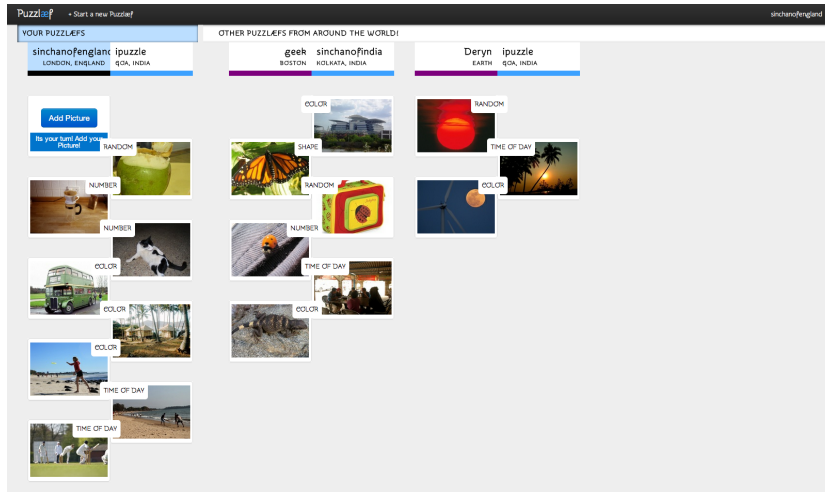 Puzzlæf
+ Start a new Puzzlæf
sinchanofengland
YOUR PUZZLÆFS
OTHER PUZZLÆFS FROM AROUND THE WORLD!
sinchanofenglanc ipuzzle
LONDON, ENGLAND GOA, INDIA
geek sinchanofindia
BOSTON KOLKATA, INDIA
Deryn ipuzzle
EARTH GOA, INDIA
Add Picture
Its your turn! Add your
Picture!
RANDOM
NUMBER
NUMBER
COLOR
COLOR
COLOR
TIME OF DAY
TIME OF DAY
COLOR
SHAPE
RANDOM
NUMBER
TIME OF DAY
COLOR
RANDOM
TIME OF DAY
COLOR